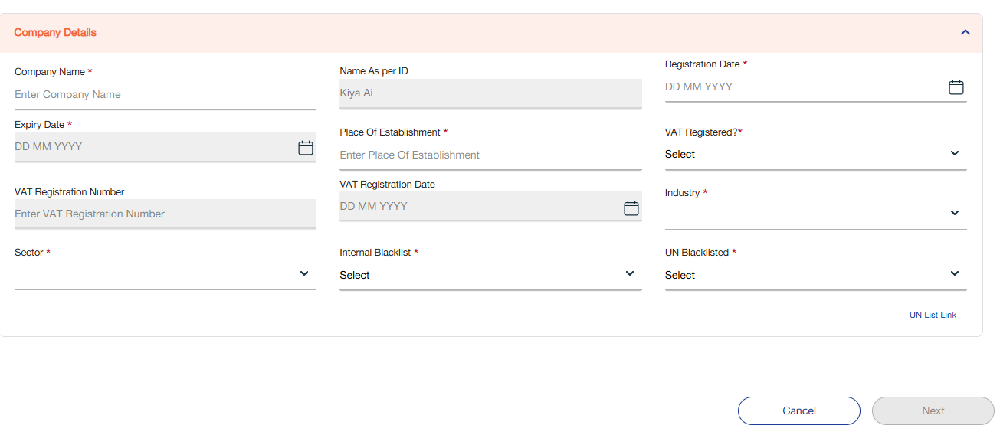 Company Details
Company Name *
Name As per ID
Registration Date *
Enter Company Name
Kiya Ai
DD MM YYYY
Expiry Date *
Place Of Establishment *
VAT Registered?*
DD MM YYYY
Enter Place Of Establishment
Select
VAT Registration Number
VAT Registration Date
Industry *
Enter VAT Registration Number
DD MM YYYY
Sector *
Internal Blacklist *
UN Blacklisted *
Select
Select
UN List Link
Cancel
Next